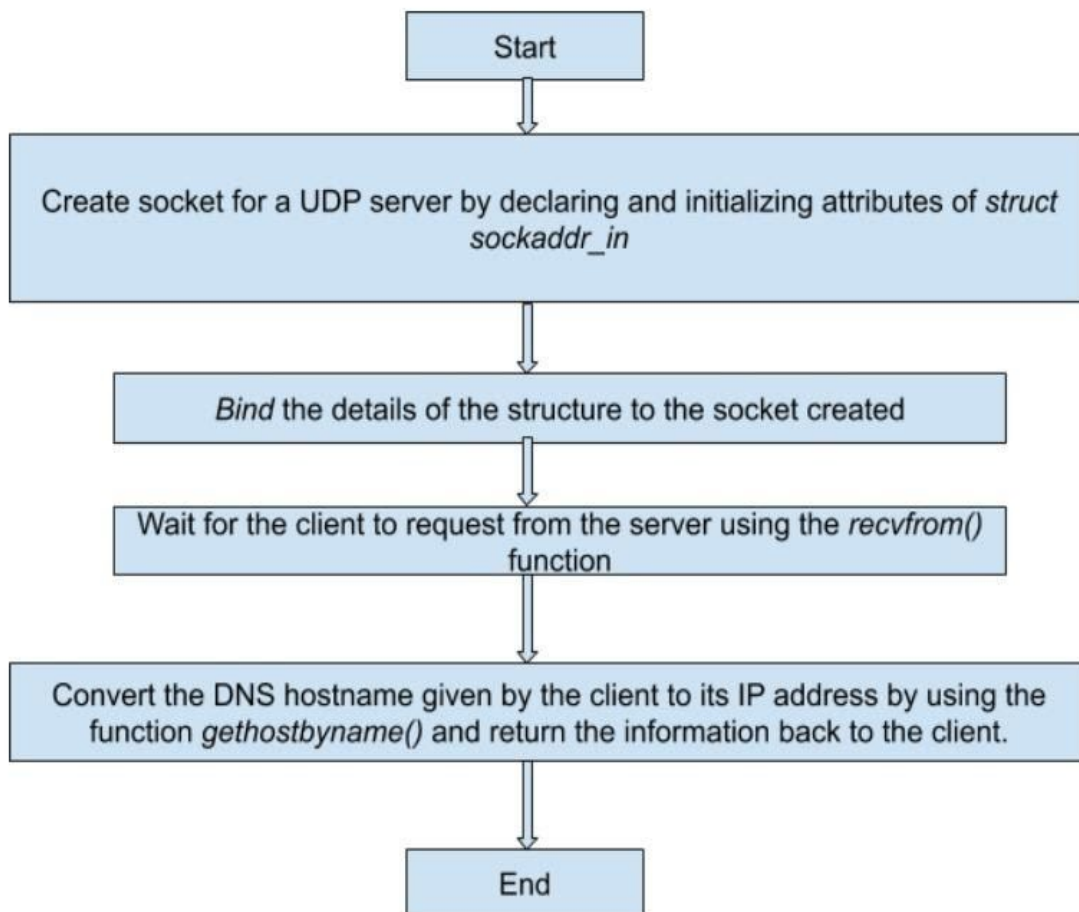 Start
Create socket for a UDP server by declaring and initializing attributes of struct
sockaddr_in
Bind the details of the structure to the socket created
Wait for the client to request from the server using the recvfrom()
function
Convert the DNS hostname given by the client to its IP address by using the
function gethostbyname() and return the information back to the client.
End